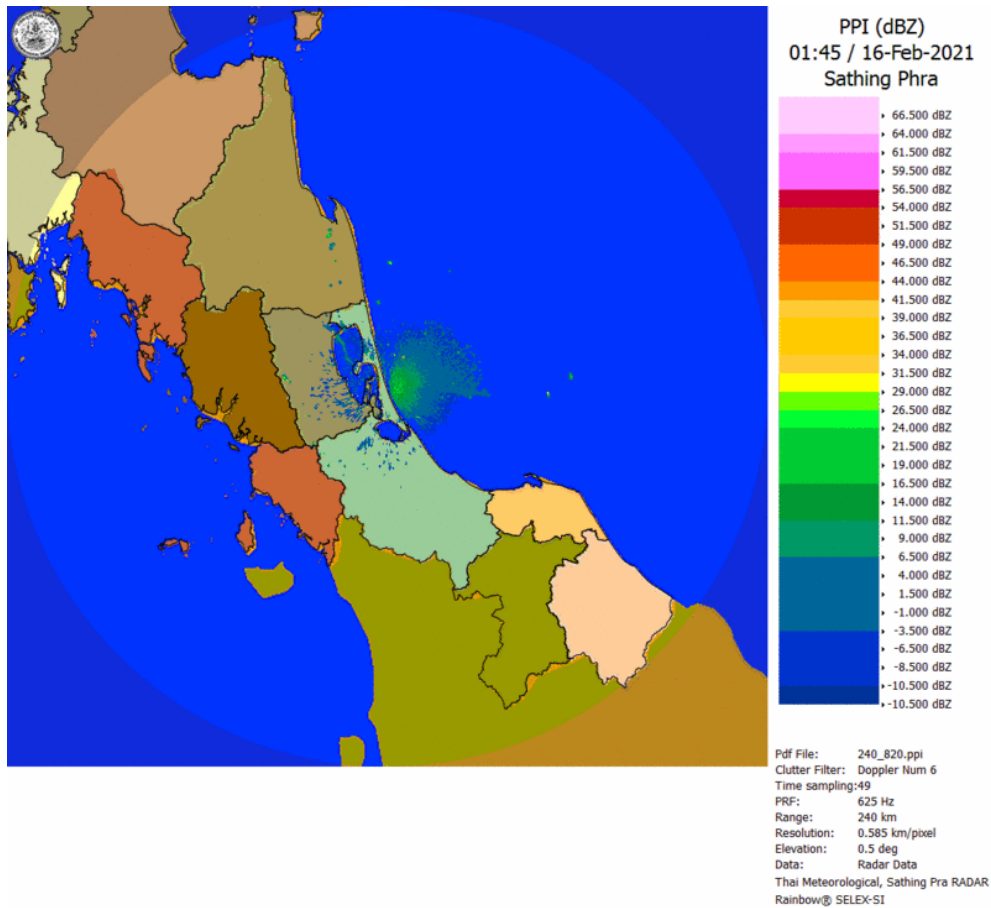 PPI (dBZ)
01:45 / 16-Feb-2021
Sathing Phra
66.500 dBZ
64.000 dBZ
61.500 dBZ
59.500 dBZ
56.500 dBZ
54.000 dBZ
51.500 dBZ
49.000 dBZ
46.500 dBZ
44.000 dBZ
41.500 dBZ
39.000 dBZ
36.500 dBZ
34.000 dBZ
31.500 dBZ
29.000 dBZ
26.500 dBZ
24.000 dBZ
21.500 dBZ
19.000 dBZ
16.500 dBZ
14.000 dBZ
11.500 dBZ
9.000 dBZ
6.500 dBZ
4.000 dBZ
1.500 dBZ
-1.000 dBZ
-3.500 dBZ
-6.500 dBZ
-8.500 dBZ
-10.500 dBZ
-10.500 dBZ
Pdf File: 240_820.ppi
Clutter Filter: Doppler Num 6
Time sampling:49
PRF: 625 Hz
Range: 240 km
Resolution: 0.585 km/pixel
Elevation: 0.5 deg
Data: Radar Data
Thai Meteorological, Sathing Pra RADAR
Rainbow® SELEX-SI